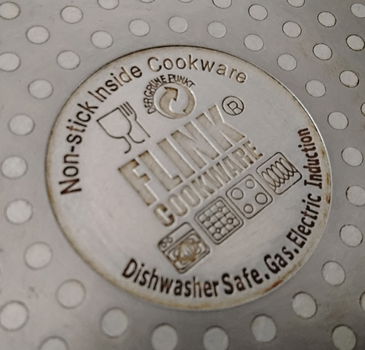 Non-stick Inside Cookware
DER GRÜNE PUNKT
FLINK®
COOKWARE
Dishwasher Safe. Gas. Electric Induction